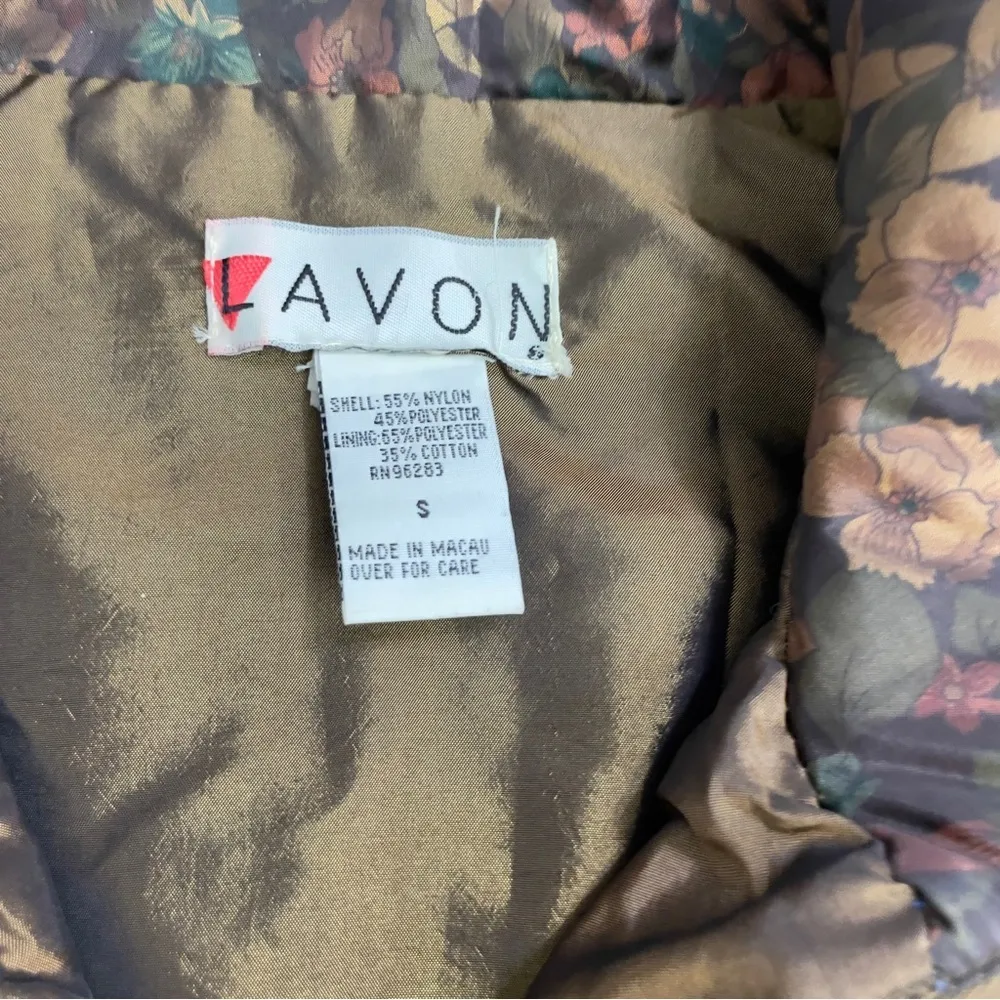 LAVON
SHELL: 55% NYLON
45%POLYESTER
LINING:65%POLYESTER
35% COTTON
RN96283
S
MADE IN MACAU
OVER FOR CARE